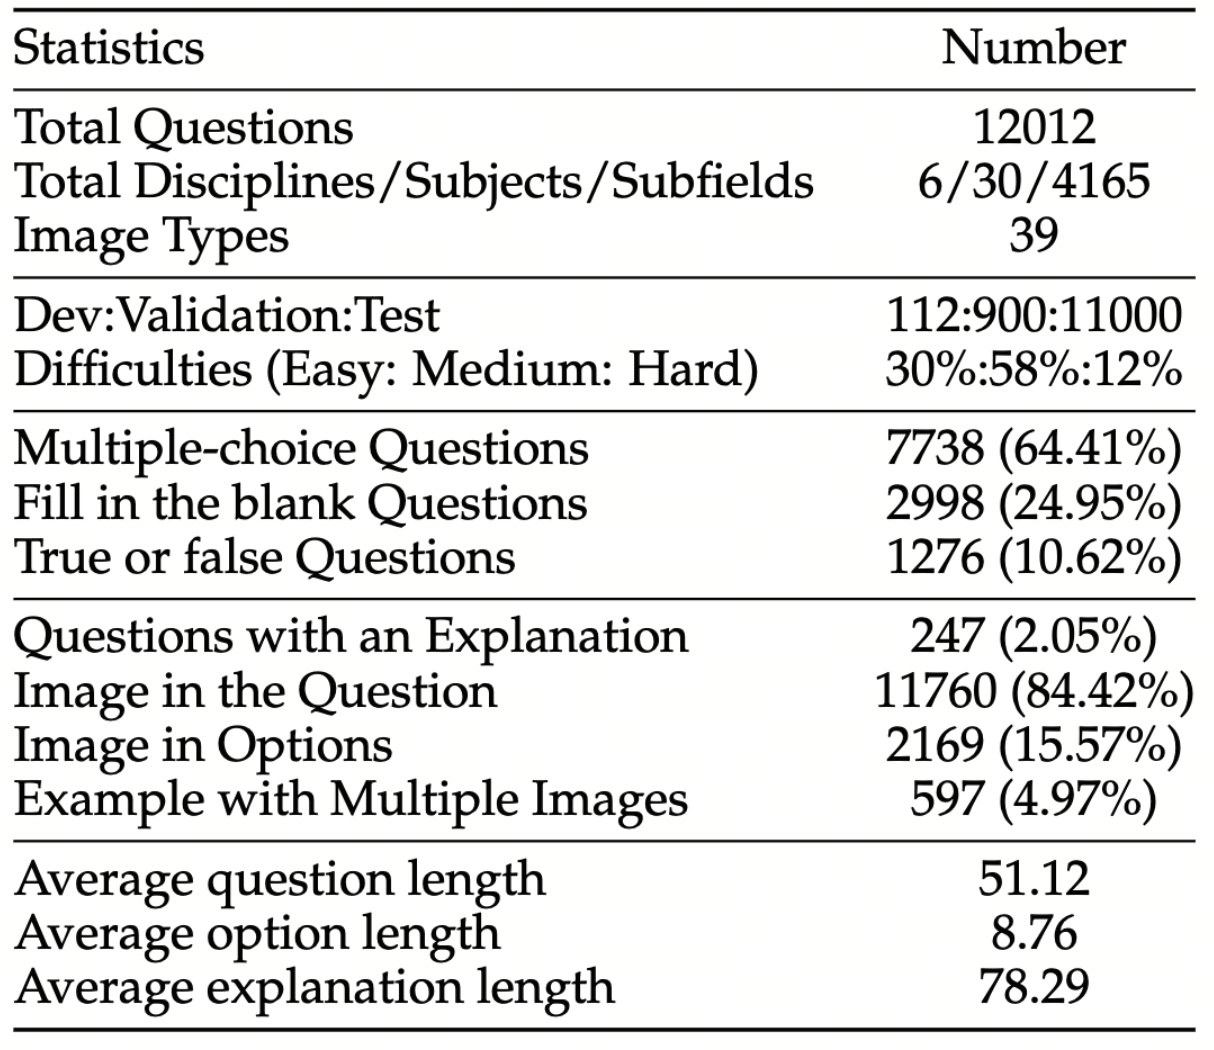 Statistics Number
Total Questions 12012
Total Disciplines/Subjects/Subfields 6/30/4165
Image Types 39
Dev:Validation:Test 112:900:11000
Difficulties (Easy: Medium: Hard) 30%:58%:12%
Multiple-choice Questions 7738 (64.41%)
Fill in the blank Questions 2998 (24.95%)
True or false Questions 1276 (10.62%)
Questions with an Explanation 247 (2.05%)
Image in the Question 11760 (84.42%)
Image in Options 2169 (15.57%)
Example with Multiple Images 597 (4.97%)
Average question length 51.12
Average option length 8.76
Average explanation length 78.29